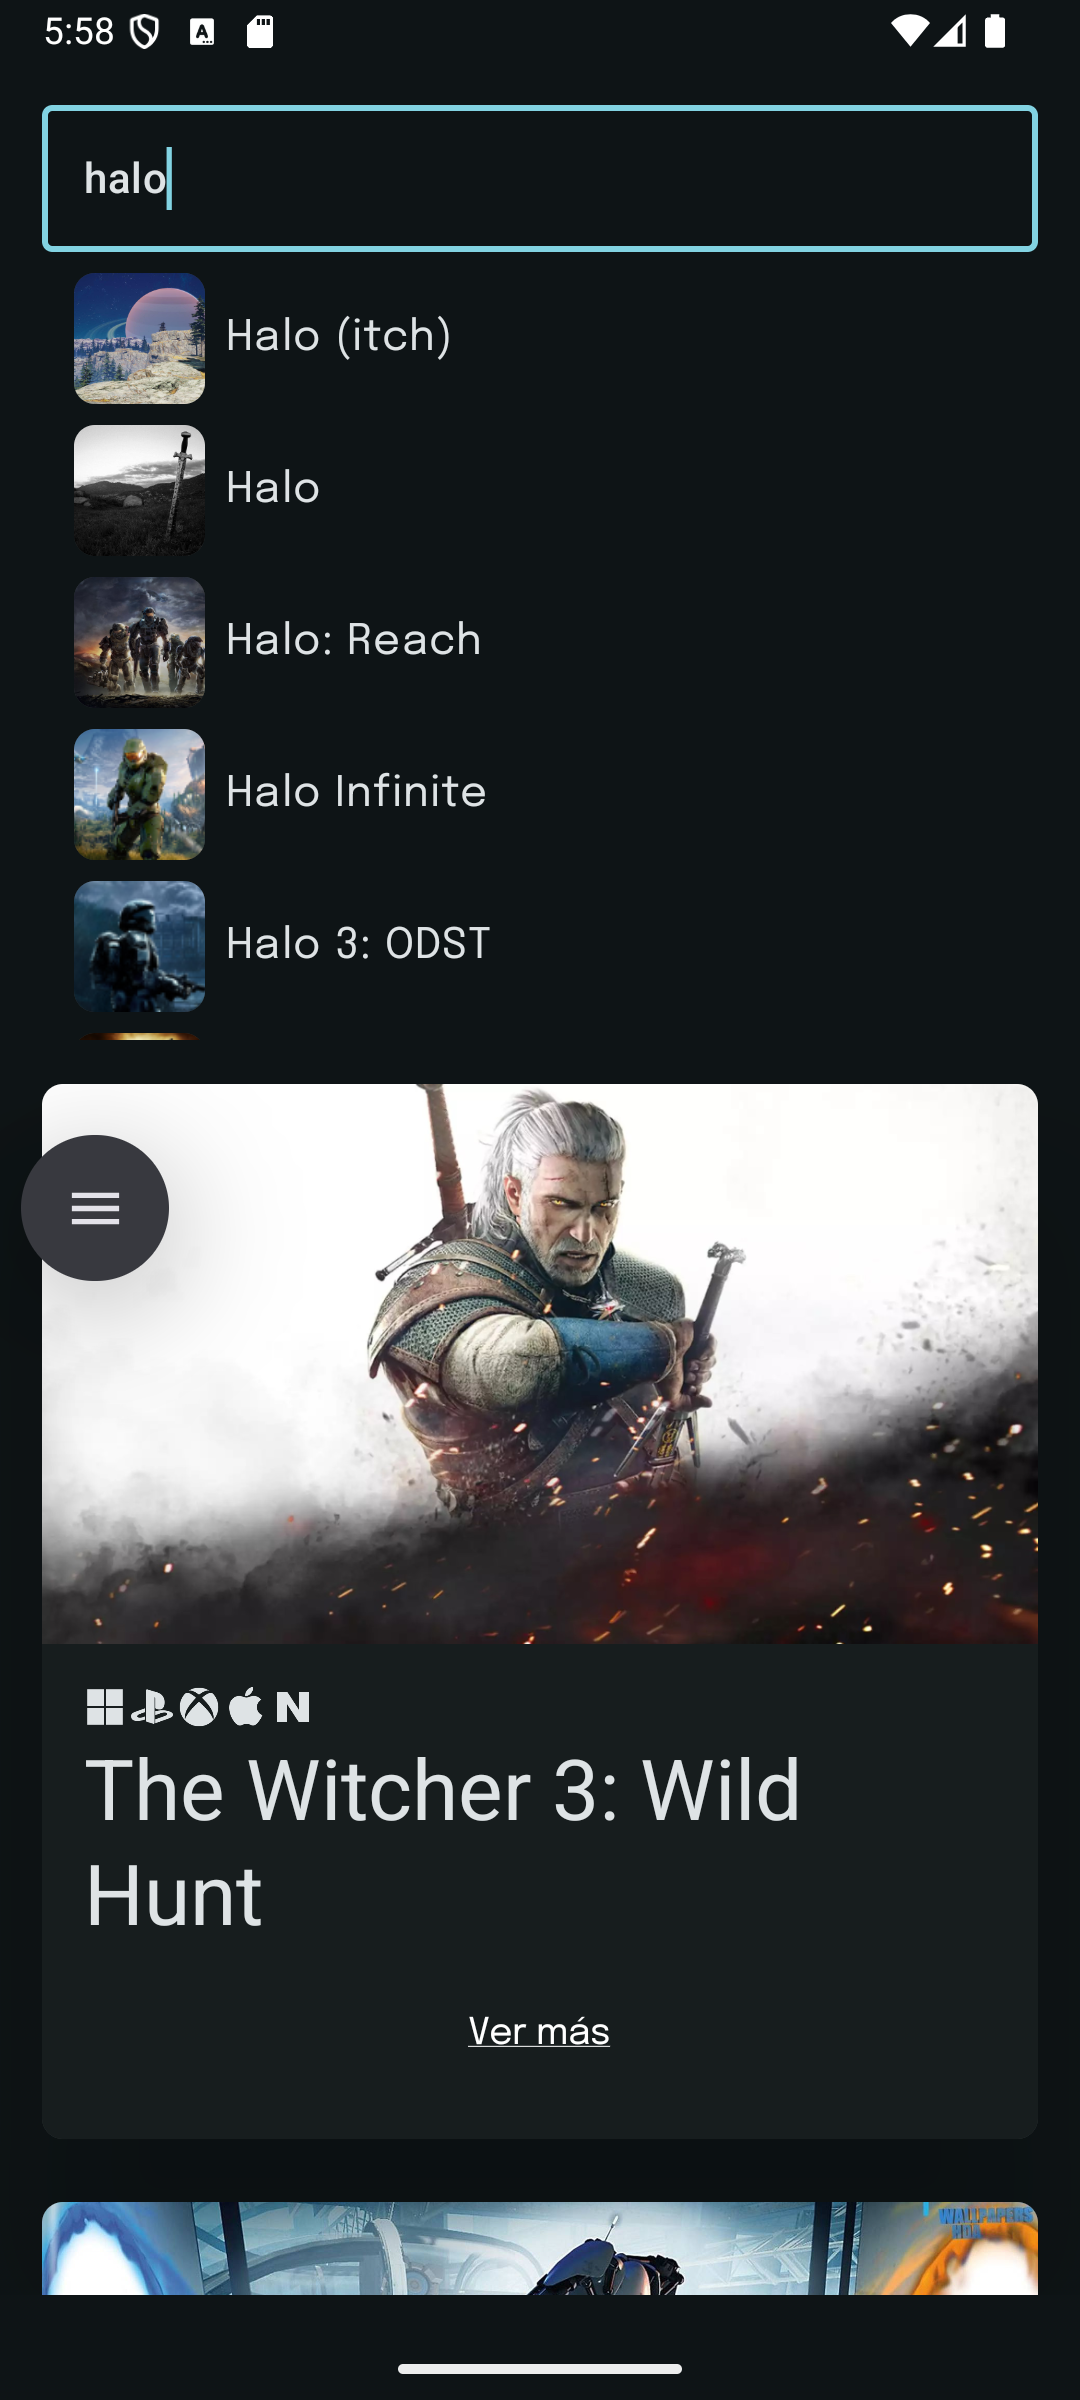 5:58
halo
Halo (itch)
Halo
Halo: Reach
Halo Infinite
Halo 3: ODST
The Witcher 3: Wild
Hunt
Ver más
WALLPAPERS